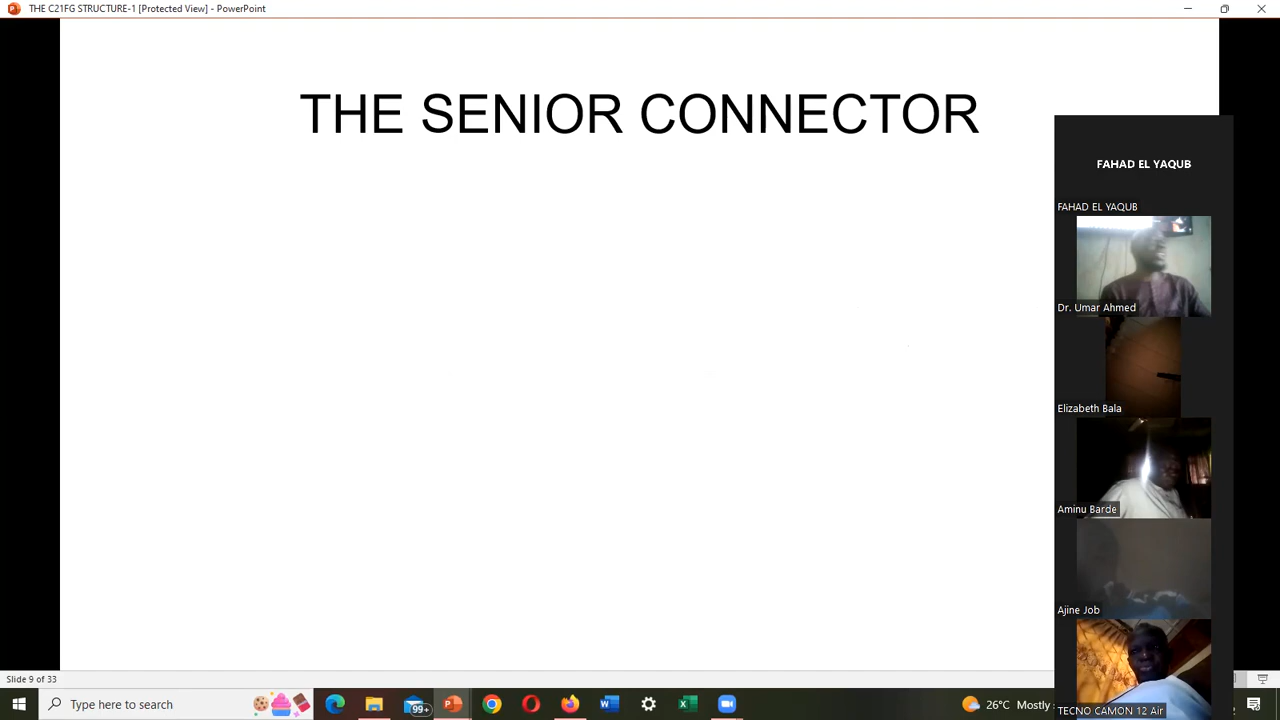 THE C21FG STRUCTURE-1 [Protected View] - PowerPoint
THE SENIOR CONNECTOR
FAHAD EL YAQUB
FAHAD EL YAQUB
Dr. Umar Ahmed
Elizabeth Bala
Aminu Barde
Ajine Job
TECNO CAMON 12 Air
Slide 9 of 33
Type here to search
99+
26°C Mostly